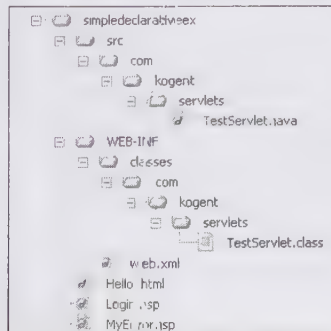 simpledeclarativeex
src
com
kogent
servlets
TestServlet.java
WEB-INF
classes
com
kogent
servlets
TestServlet.class
web.xml
Hello.html
Login.jsp
MyError.jsp